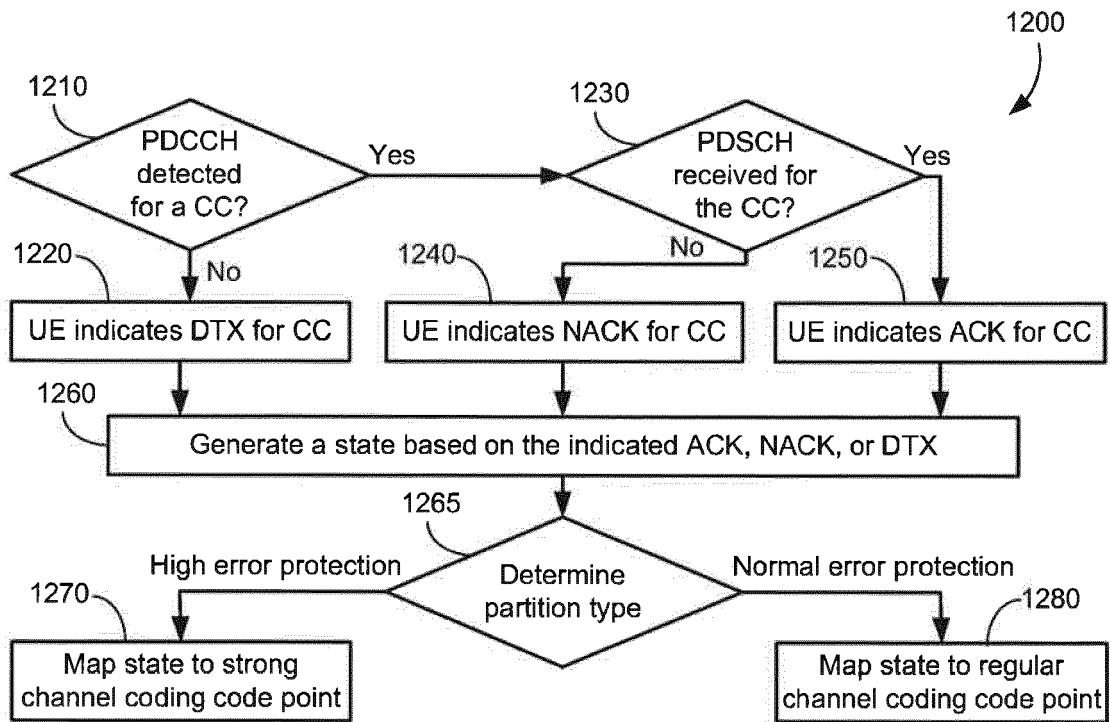 1200
1210
1230
PDCCH
detected
for a CC?
Yes
PDSCH
received for
the CC?
Yes
1220
No
1240
No
1250
UE indicates DTX for CC
UE indicates NACK for CC
UE indicates ACK for CC
1260
Generate a state based on the indicated ACK, NACK, or DTX
1265
High error protection
Determine
partition type
Normal error protection
1270
1280
Map state to strong
channel coding code point
Map state to regular
channel coding code point